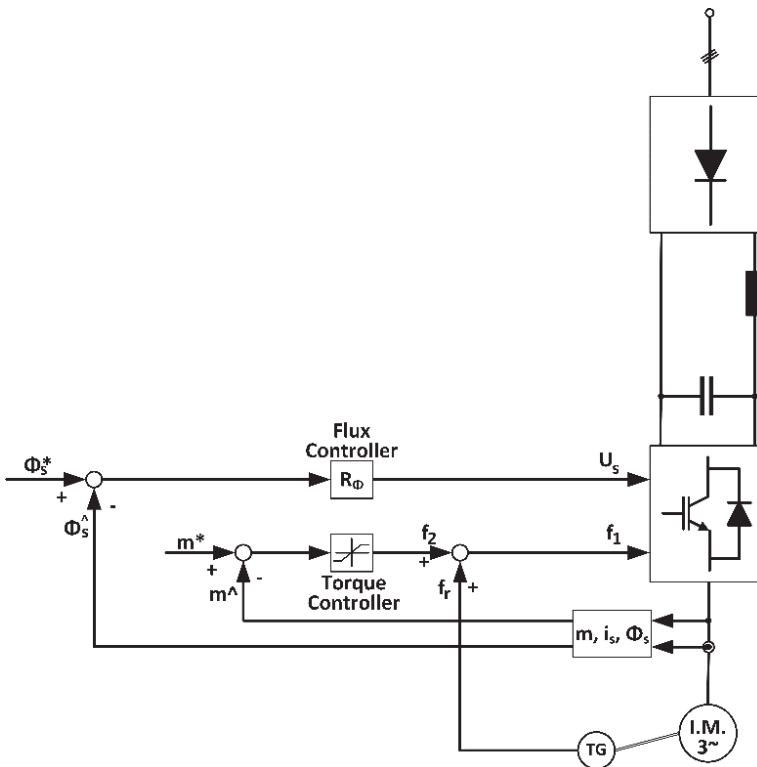 Flux
Controller
Φs*
+
-
RΦ
Us
Φs^
m*
+
-
m^
Torque
Controller
f2
+
fr
+
f1
m, is, Φs
TG
I.M.
3~